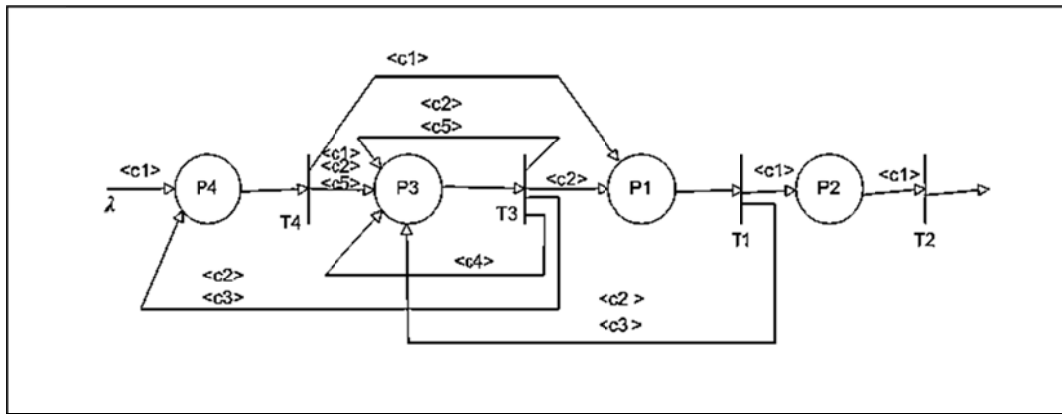 <c1>
<c2>
<c5>
<c1>
<c2>
<c5>
<c1>
λ
P4
T4
P3
T3
<c2>
P1
<c1>
T1
P2
<c1>
T2
<c4>
<c2>
<c3>
<c2 >
<c3>